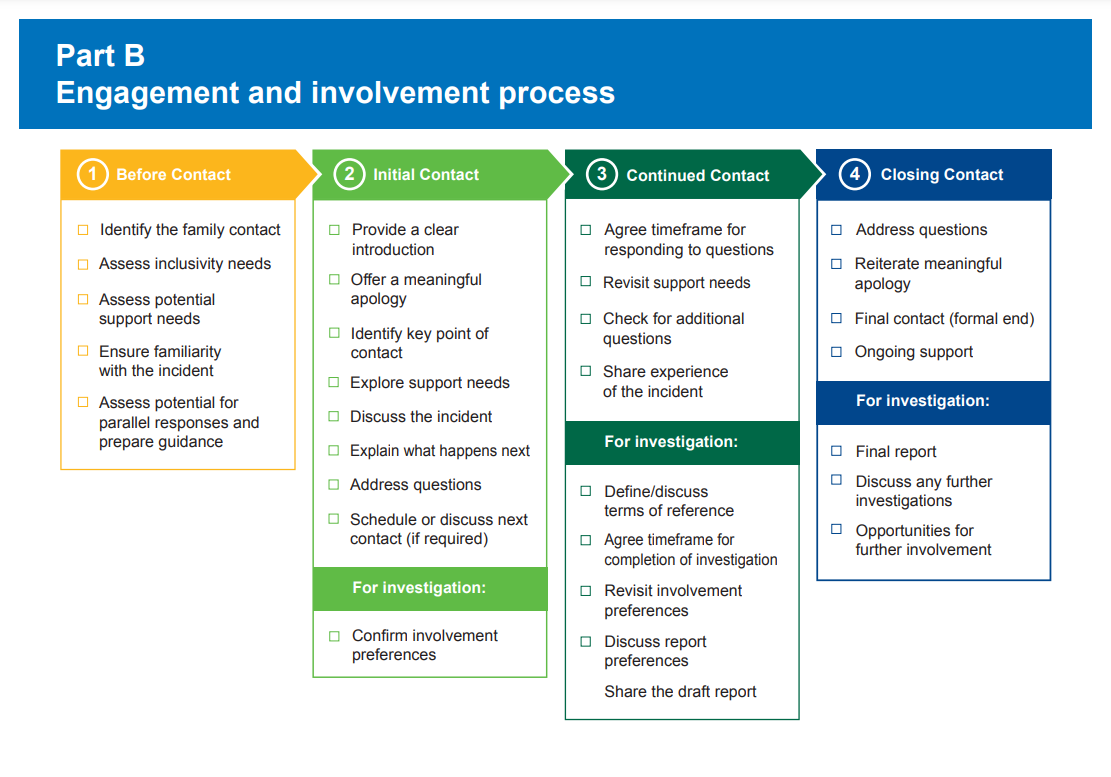 Part B
Engagement and involvement process
1 Before Contact
Identify the family contact
Assess inclusivity needs
Assess potential
support needs
Ensure familiarity
with the incident
Assess potential for
parallel responses and
prepare guidance
2 Initial Contact
Provide a clear
introduction
Offer a meaningful
apology
Identify key point of
contact
Explore support needs
Discuss the incident
Explain what happens next
Address questions
Schedule or discuss next
contact (if required)
For investigation:
Confirm involvement
preferences
3 Continued Contact
Agree timeframe for
responding to questions
Revisit support needs
Check for additional
questions
Share experience
of the incident
For investigation:
Define/discuss
terms of reference
Agree timeframe for
completion of investigation
Revisit involvement
preferences
Discuss report
preferences
Share the draft report
4 Closing Contact
Address questions
Reiterate meaningful
apology
Final contact (formal end)
Ongoing support
For investigation:
Final report
Discuss any further
investigations
Opportunities for
further involvement